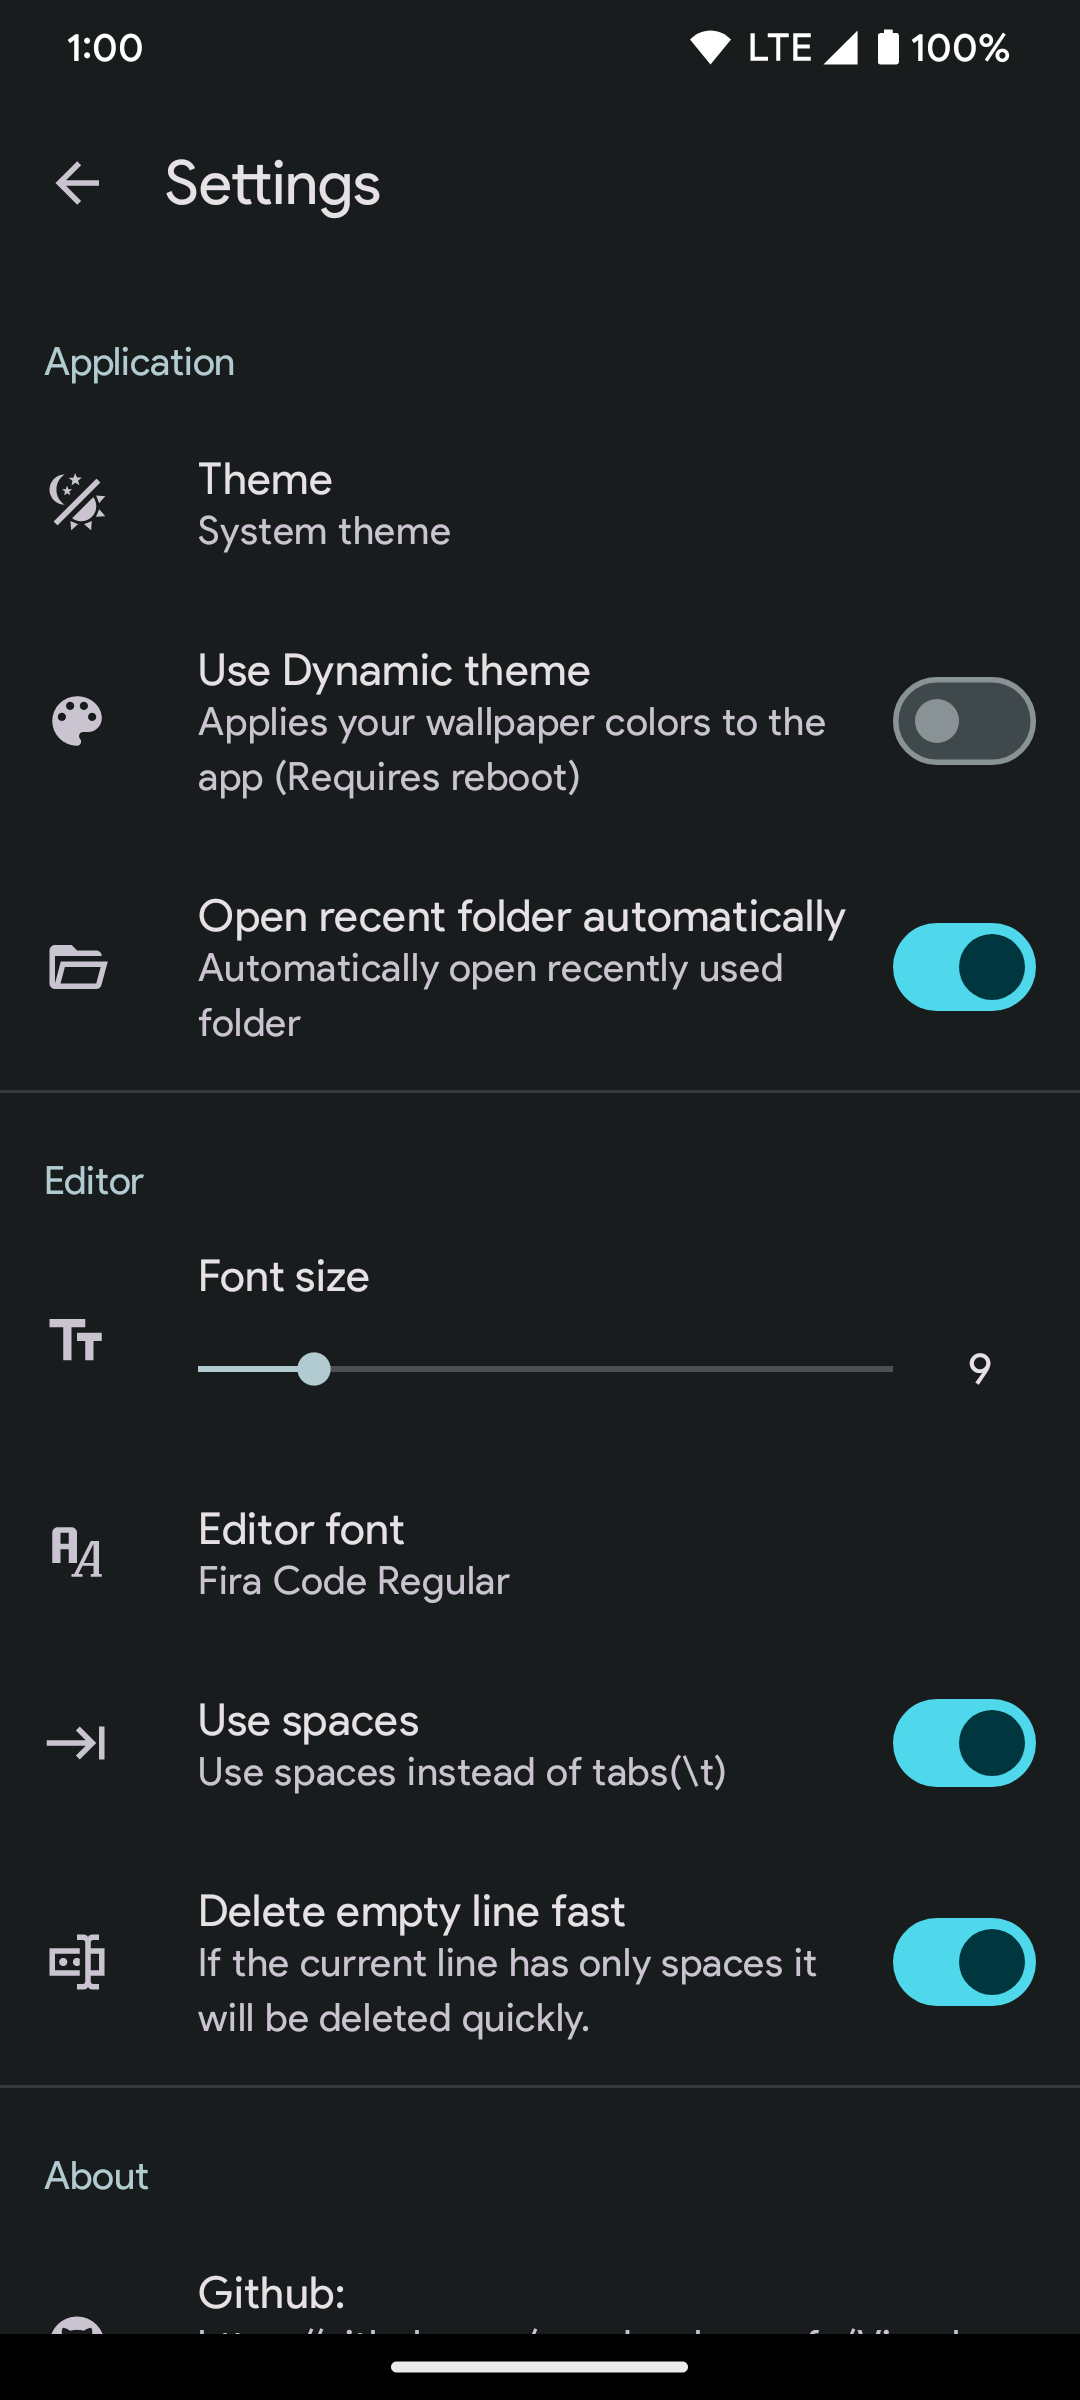 1:00
LTE 100%
Settings
Application
Theme
System theme
Use Dynamic theme
Applies your wallpaper colors to the
app (Requires reboot)
Open recent folder automatically
Automatically open recently used
folder
Editor
Font size
9
Editor font
Fira Code Regular
Use spaces
Use spaces instead of tabs(\t)
Delete empty line fast
If the current line has only spaces it
will be deleted quickly.
About
Github: